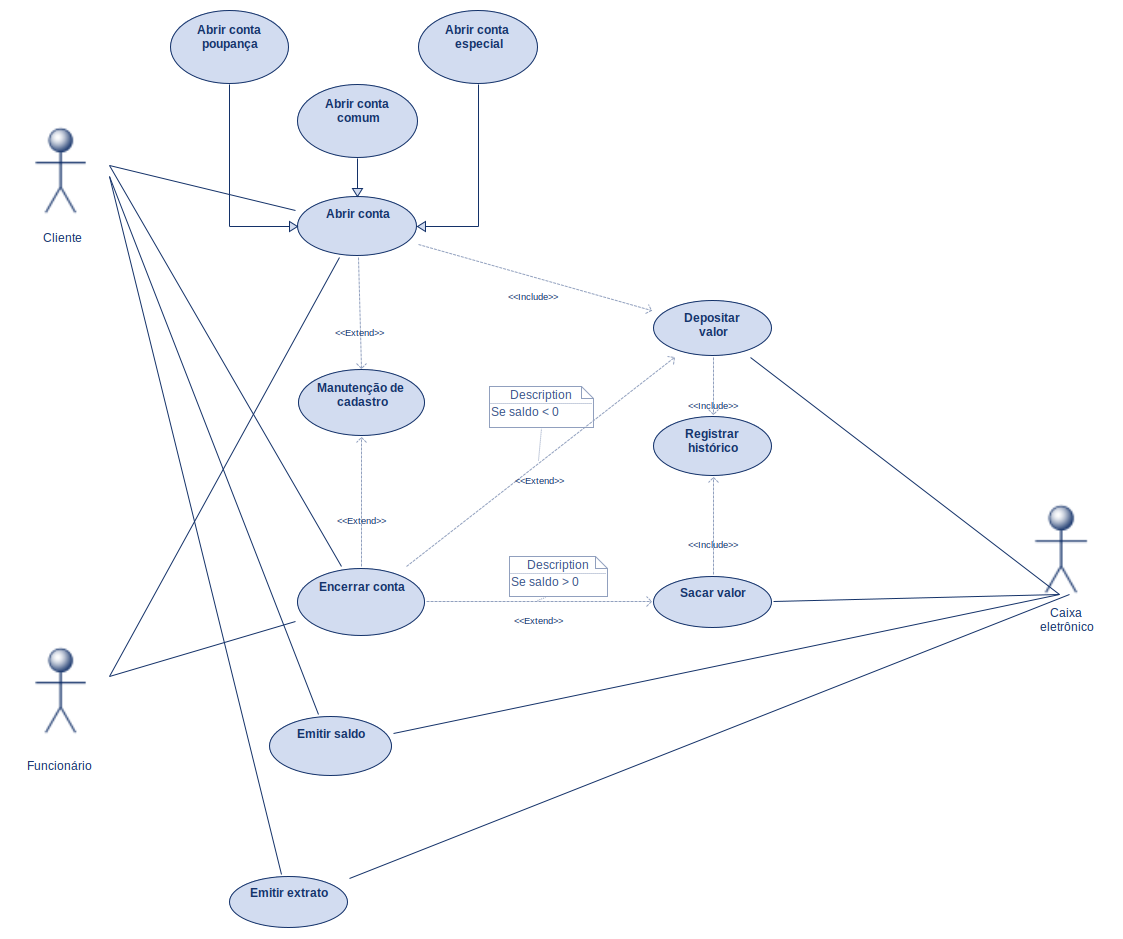 Abrir conta
poupança
Abrir conta
especial
Abrir conta
comum
Cliente
Abrir conta
<<Include>>
Depositar
valor
<<Extend>>
Manutenção de
cadastro
Description
Se saldo < 0
<<Include>>
Registrar
histórico
<<Extend>>
<<Extend>>
<<Include>>
Description
Se saldo > 0
Encerrar conta
Sacar valor
<<Extend>>
Caixa
eletrônico
Emitir saldo
Funcionário
Emitir extrato